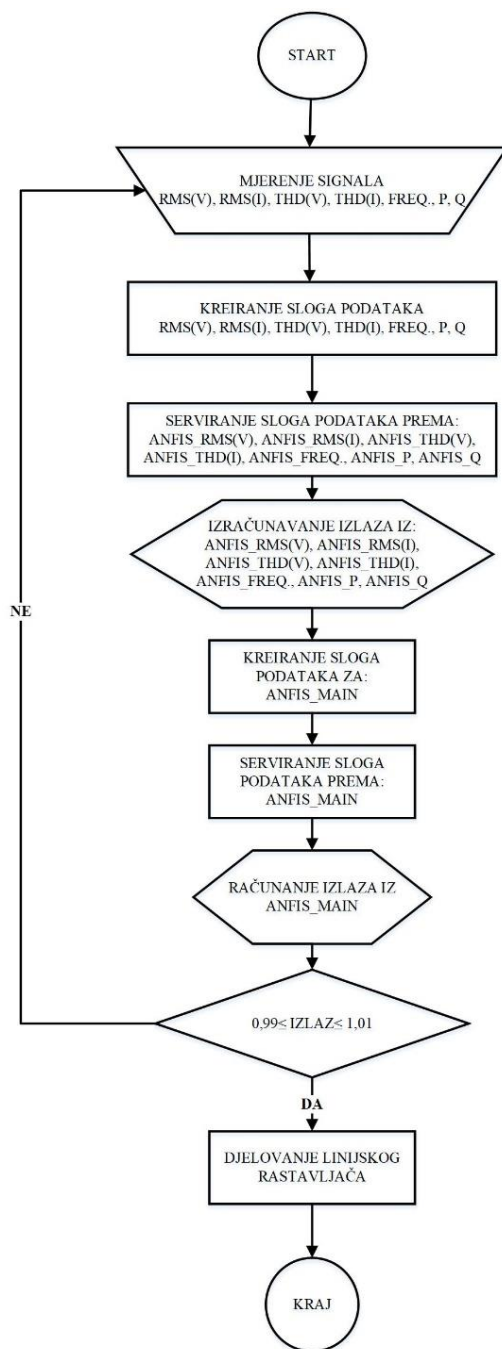 START
MJERENJE SIGNALA
RMS(V), RMS(I), THD(V), THD(I), FREQ., P, Q
KREIRANJE SLOGA PODATAKA
RMS(V), RMS(I), THD(V), THD(I), FREQ., P, Q
SERVIRANJE SLOGA PODATAKA PREMA:
ANFIS_RMS(V), ANFIS_RMS(I), ANFIS_THD(V),
ANFIS_THD(I), ANFIS_FREQ., ANFIS_P, ANFIS_Q
IZRAČUNAVANJE IZLAZA IZ:
ANFIS_RMS(V), ANFIS_RMS(I),
ANFIS_THD(V), ANFIS_THD(I),
ANFIS_FREQ., ANFIS_P, ANFIS_Q
NE
KREIRANJE SLOGA
PODATAKA ZA:
ANFIS_MAIN
SERVIRANJE SLOGA
PODATAKA PREMA:
ANFIS_MAIN
RAČUNANJE IZLAZA IZ
ANFIS_MAIN
0,99≤ IZLAZ≤ 1,01
DA
DJELOVANJE LINIJSKOG
RASTAVLJAČA
KRAJ